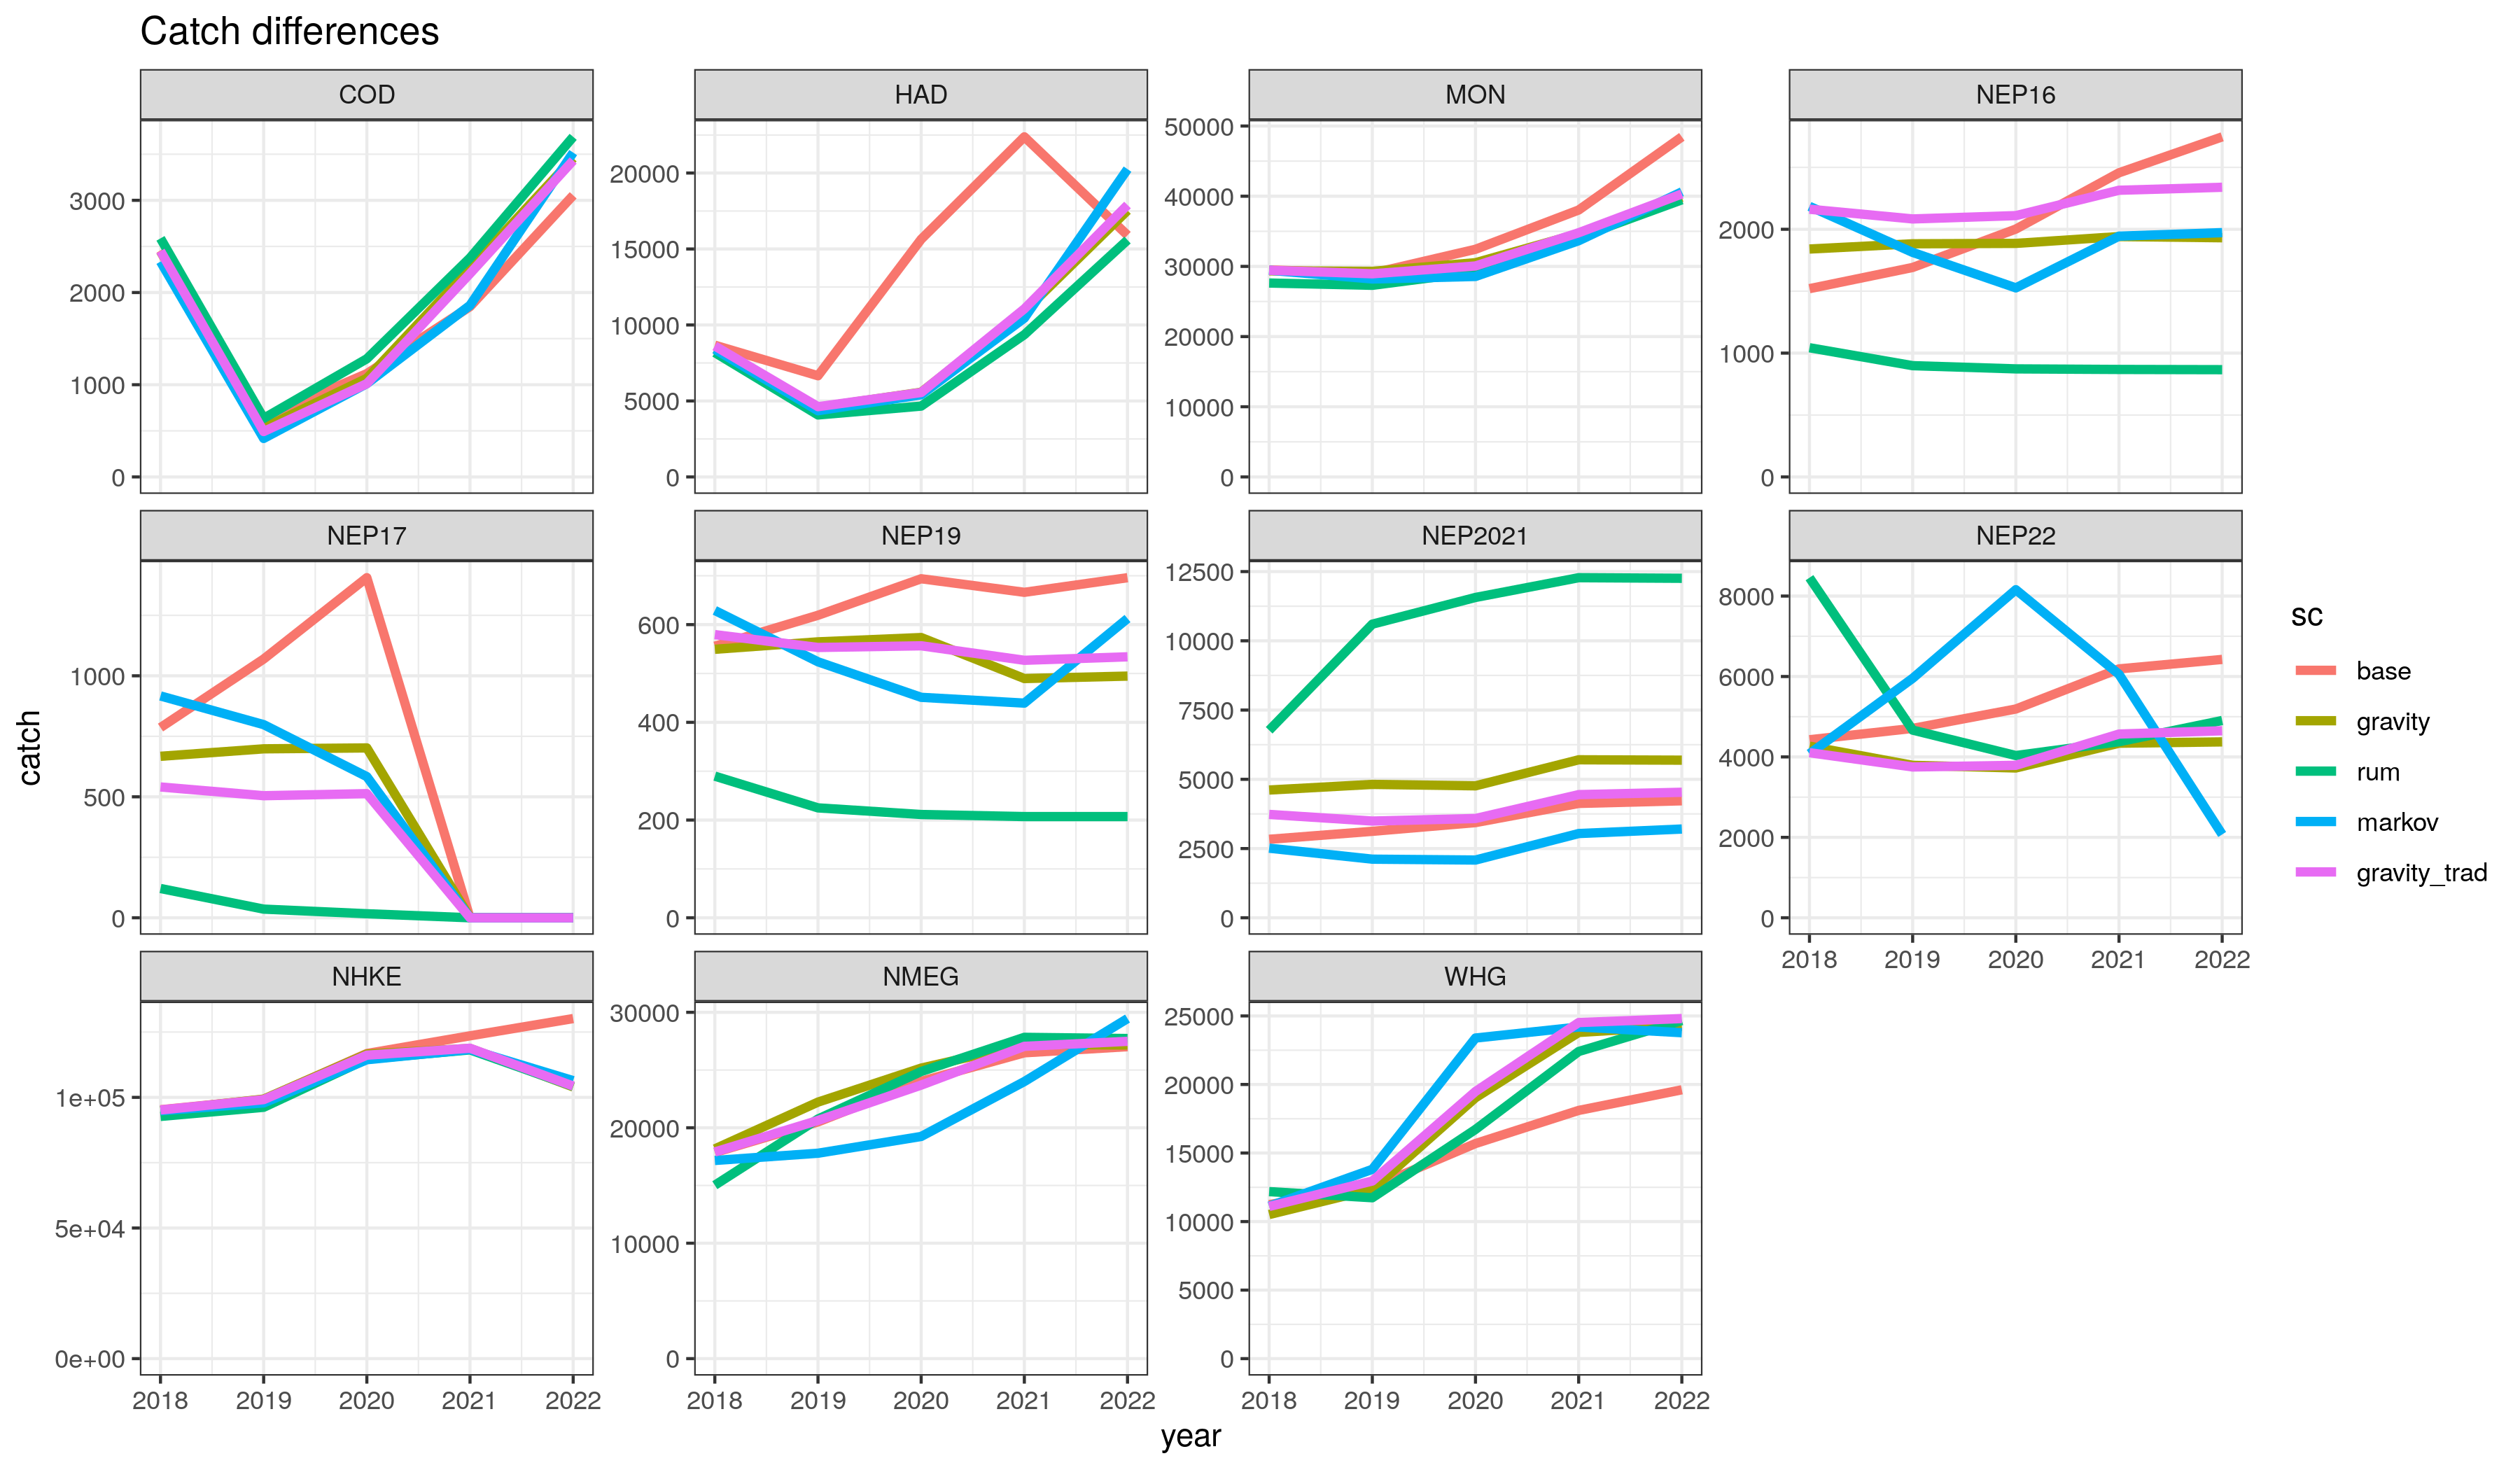 Catch differences
COD
HAD
MON
NEP16
3000
2000
1000
0
20000
15000
10000
5000
0
50000
40000
30000
20000
10000
0
2000
1000
0
NEP17
NEP19
NEP2021
NEP22
1000
500
0
600
400
200
0
12500
10000
7500
5000
2500
0
8000
6000
4000
2000
0
2018 2019 2020 2021 2022
NHKE
NMEG
WHG
1e+05
5e+04
0e+00
30000
20000
10000
0
25000
20000
15000
10000
5000
0
2018 2019 2020 2021 2022
2018 2019 2020 2021 2022
2018 2019 2020 2021 2022
catch
year
sc
base
gravity
rum
markov
gravity_trad